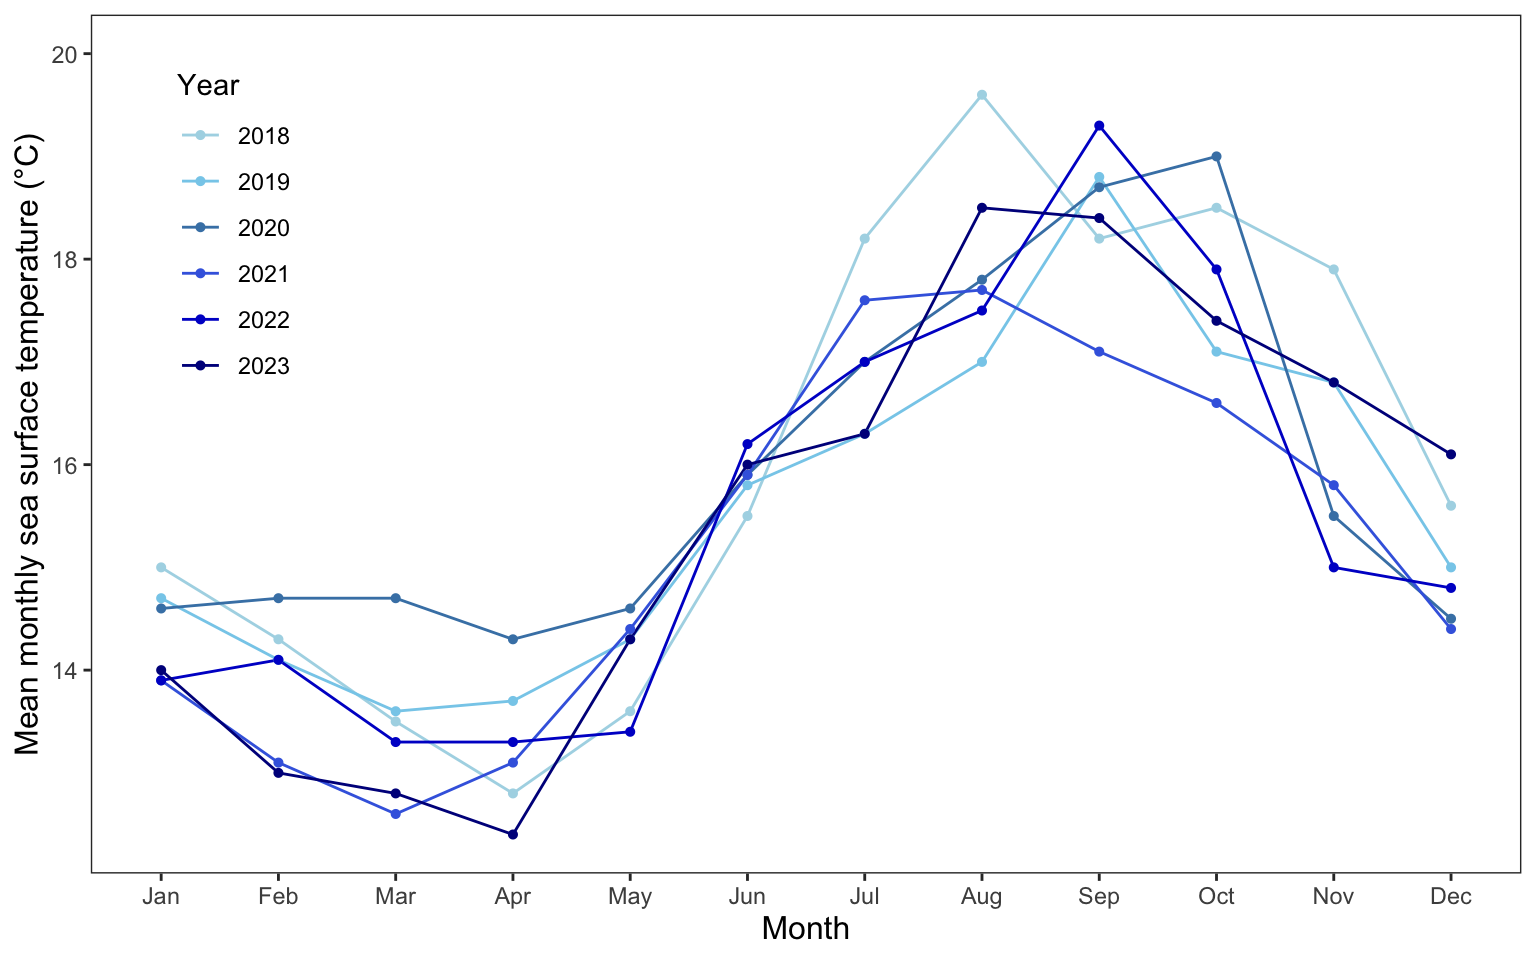 Mean monthly sea surface temperature (°C)
20
18
16
14
Year
2018
2019
2020
2021
2022
2023
Jan Feb Mar Apr May Jun Jul Aug Sep Oct Nov Dec
Month